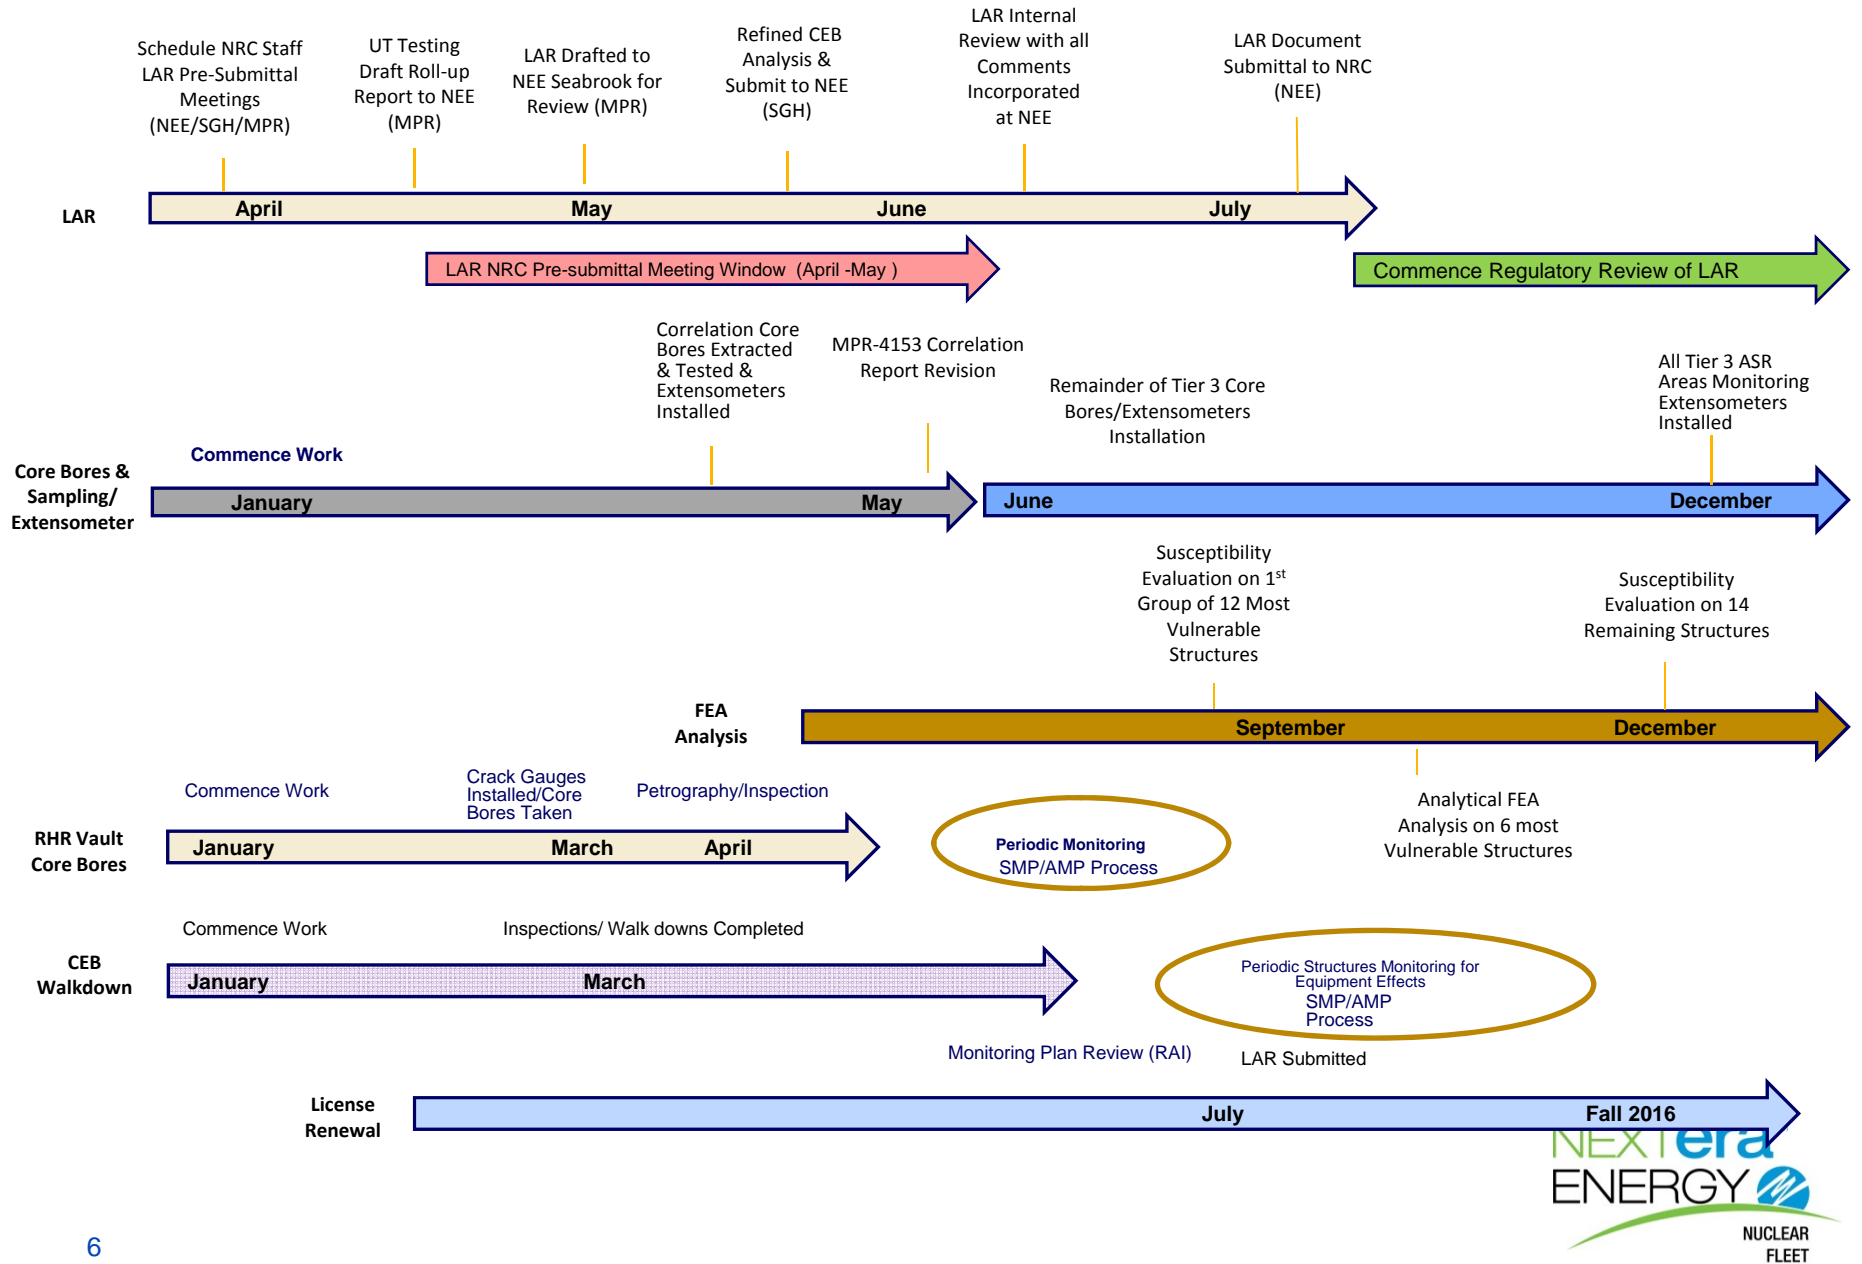 Schedule NRC Staff
LAR Pre-Submittal
Meetings
(NEE/SGH/MPR)
UT Testing
Draft Roll-up
Report to NEE
(MPR)
LAR Drafted to
NEE Seabrook for
Review (MPR)
Refined CEB
Analysis &
Submit to NEE
(SGH)
LAR Internal
Review with all
Comments
Incorporated
at NEE
LAR Document
Submittal to NRC
(NEE)
LAR
April
May
June
July
LAR NRC Pre-submittal Meeting Window (April -May )
Commence Regulatory Review of LAR
Correlation Core
Bores Extracted
& Tested &
Extensometers
Installed
MPR-4153 Correlation
Report Revision
Remainder of Tier 3 Core
Bores/Extensometers
Installation
All Tier 3 ASR
Areas Monitoring
Extensometers
Installed
Commence Work
Core Bores &
Sampling/
Extensometer
January
May
June
December
Susceptibility
Evaluation on 1st
Group of 12 Most
Vulnerable
Structures
Susceptibility
Evaluation on 14
Remaining Structures
FEA
Analysis
September
December
Analytical FEA
Analysis on 6 most
Vulnerable Structures
Commence Work
Crack Gauges
Installed/Core
Bores Taken
Petrography/Inspection
RHR Vault
Core Bores
January
March
April
Periodic Monitoring
SMP/AMP Process
Commence Work
Inspections/ Walk downs Completed
CEB
Walkdown
January
March
Periodic Structures Monitoring for
Equipment Effects
SMP/AMP
Process
Monitoring Plan Review (RAI)
LAR Submitted
License
Renewal
July
Fall 2016
NEXTera
ENERGY
NUCLEAR
FLEET
6